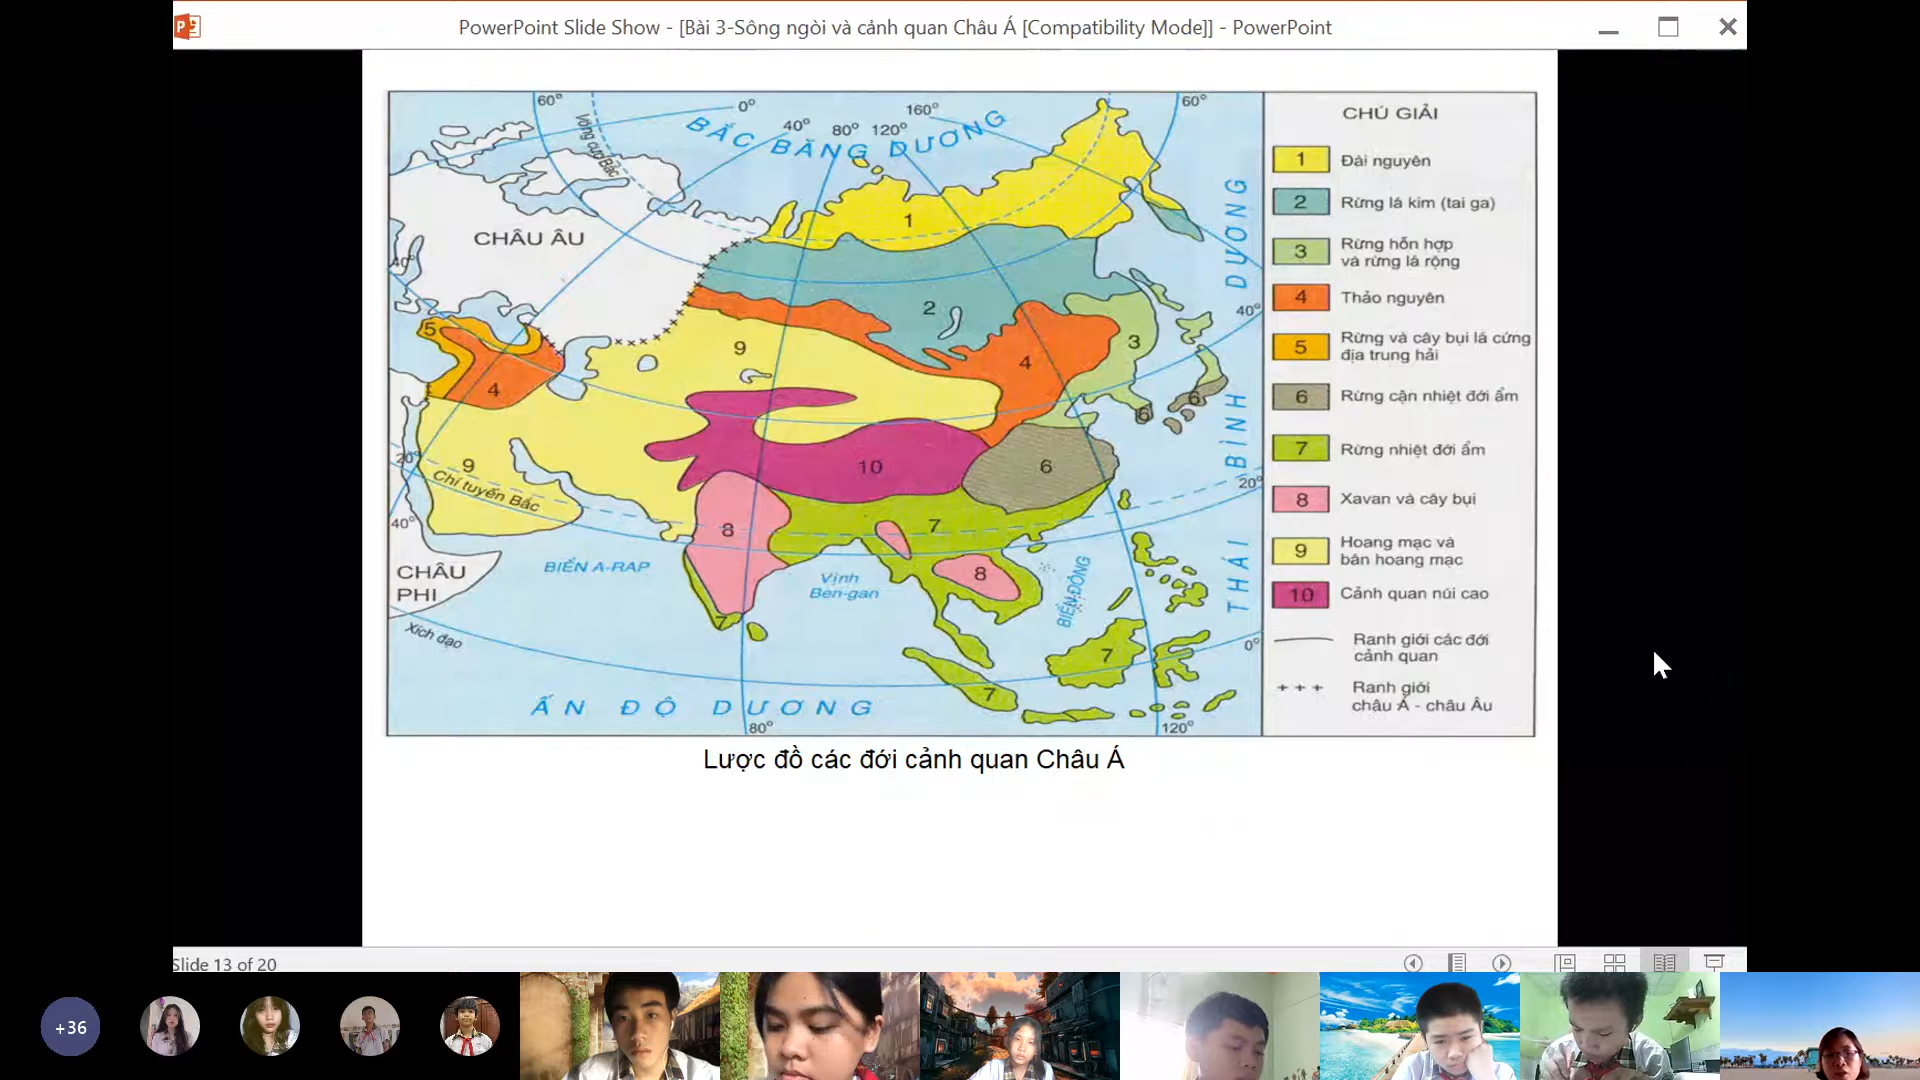 PowerPoint Slide Show - [Bài 3-Sông ngòi và cảnh quan Châu Á [Compatibility Mode]] - PowerPoint
60°
0°
40°
80°
120°
160°
60°
Vòng cực Bắc
BẮC BĂNG DƯƠNG
CHÂU ÂU
40°
1
2
3
4
5
4
9
6
6
40°
10
6
20°
9
Chí tuyến Bắc
20°
8
7
40°
CHÂU
PHI
BIỂN A-RAP
Vịnh
Ben-gan
8
BIỂN ĐÔNG
THÁI BÌNH DƯƠNG
7
Xích đạo
7
0°
7
ẤN ĐỘ DƯƠNG
80°
120°
CHÚ GIẢI
1 Đài nguyên
2 Rừng lá kim (tai ga)
3 Rừng hỗn hợp
và rừng lá rộng
4 Thảo nguyên
5 Rừng và cây bụi lá cứng
địa trung hải
6 Rừng cận nhiệt đới ẩm
7 Rừng nhiệt đới ẩm
8 Xavan và cây bụi
9 Hoang mạc và
bán hoang mạc
10 Cảnh quan núi cao
Ranh giới các đới
cảnh quan
+ + + Ranh giới
châu Á - châu Âu
Lược đồ các đới cảnh quan Châu Á
Slide 13 of 20
+36